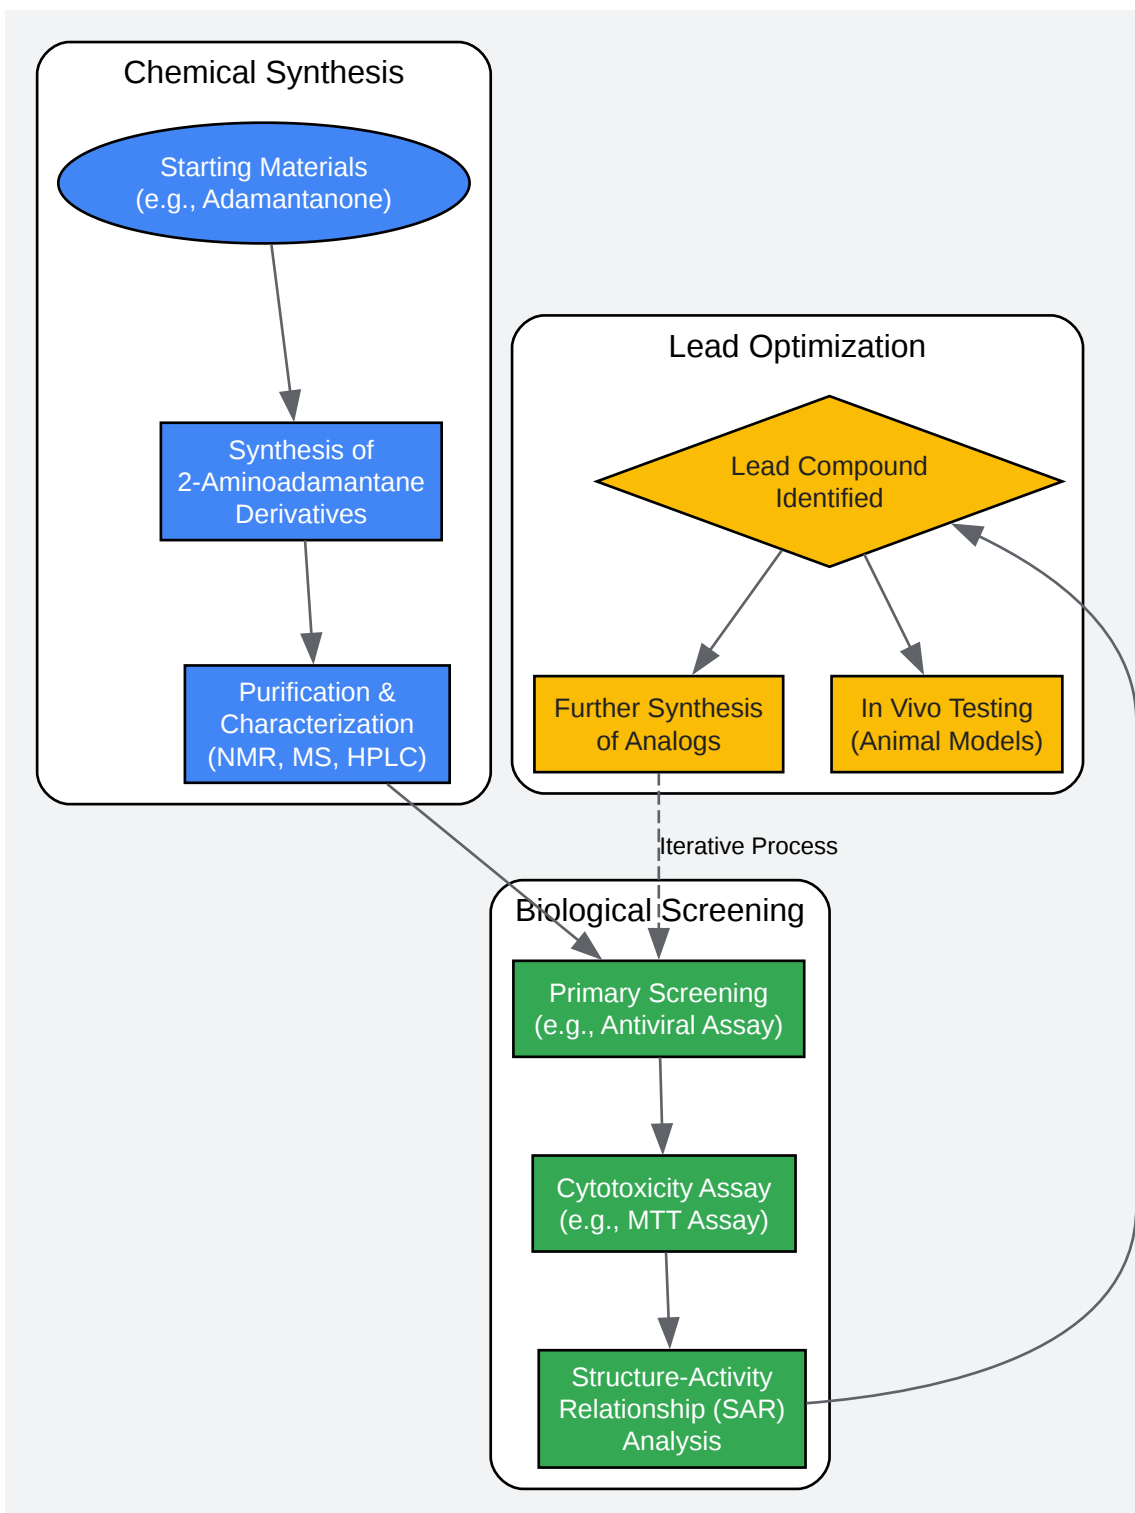 Chemical Synthesis
Starting Materials
(e.g., Adamantanone)
Synthesis of
2-Aminoadamantane
Derivatives
Purification &
Characterization
(NMR, MS, HPLC)
Lead Optimization
Lead Compound
Identified
Further Synthesis
of Analogs
In Vivo Testing
(Animal Models)
Iterative Process
Biological Screening
Primary Screening
(e.g., Antiviral Assay)
Cytotoxicity Assay
(e.g., MTT Assay)
Structure-Activity
Relationship (SAR)
Analysis